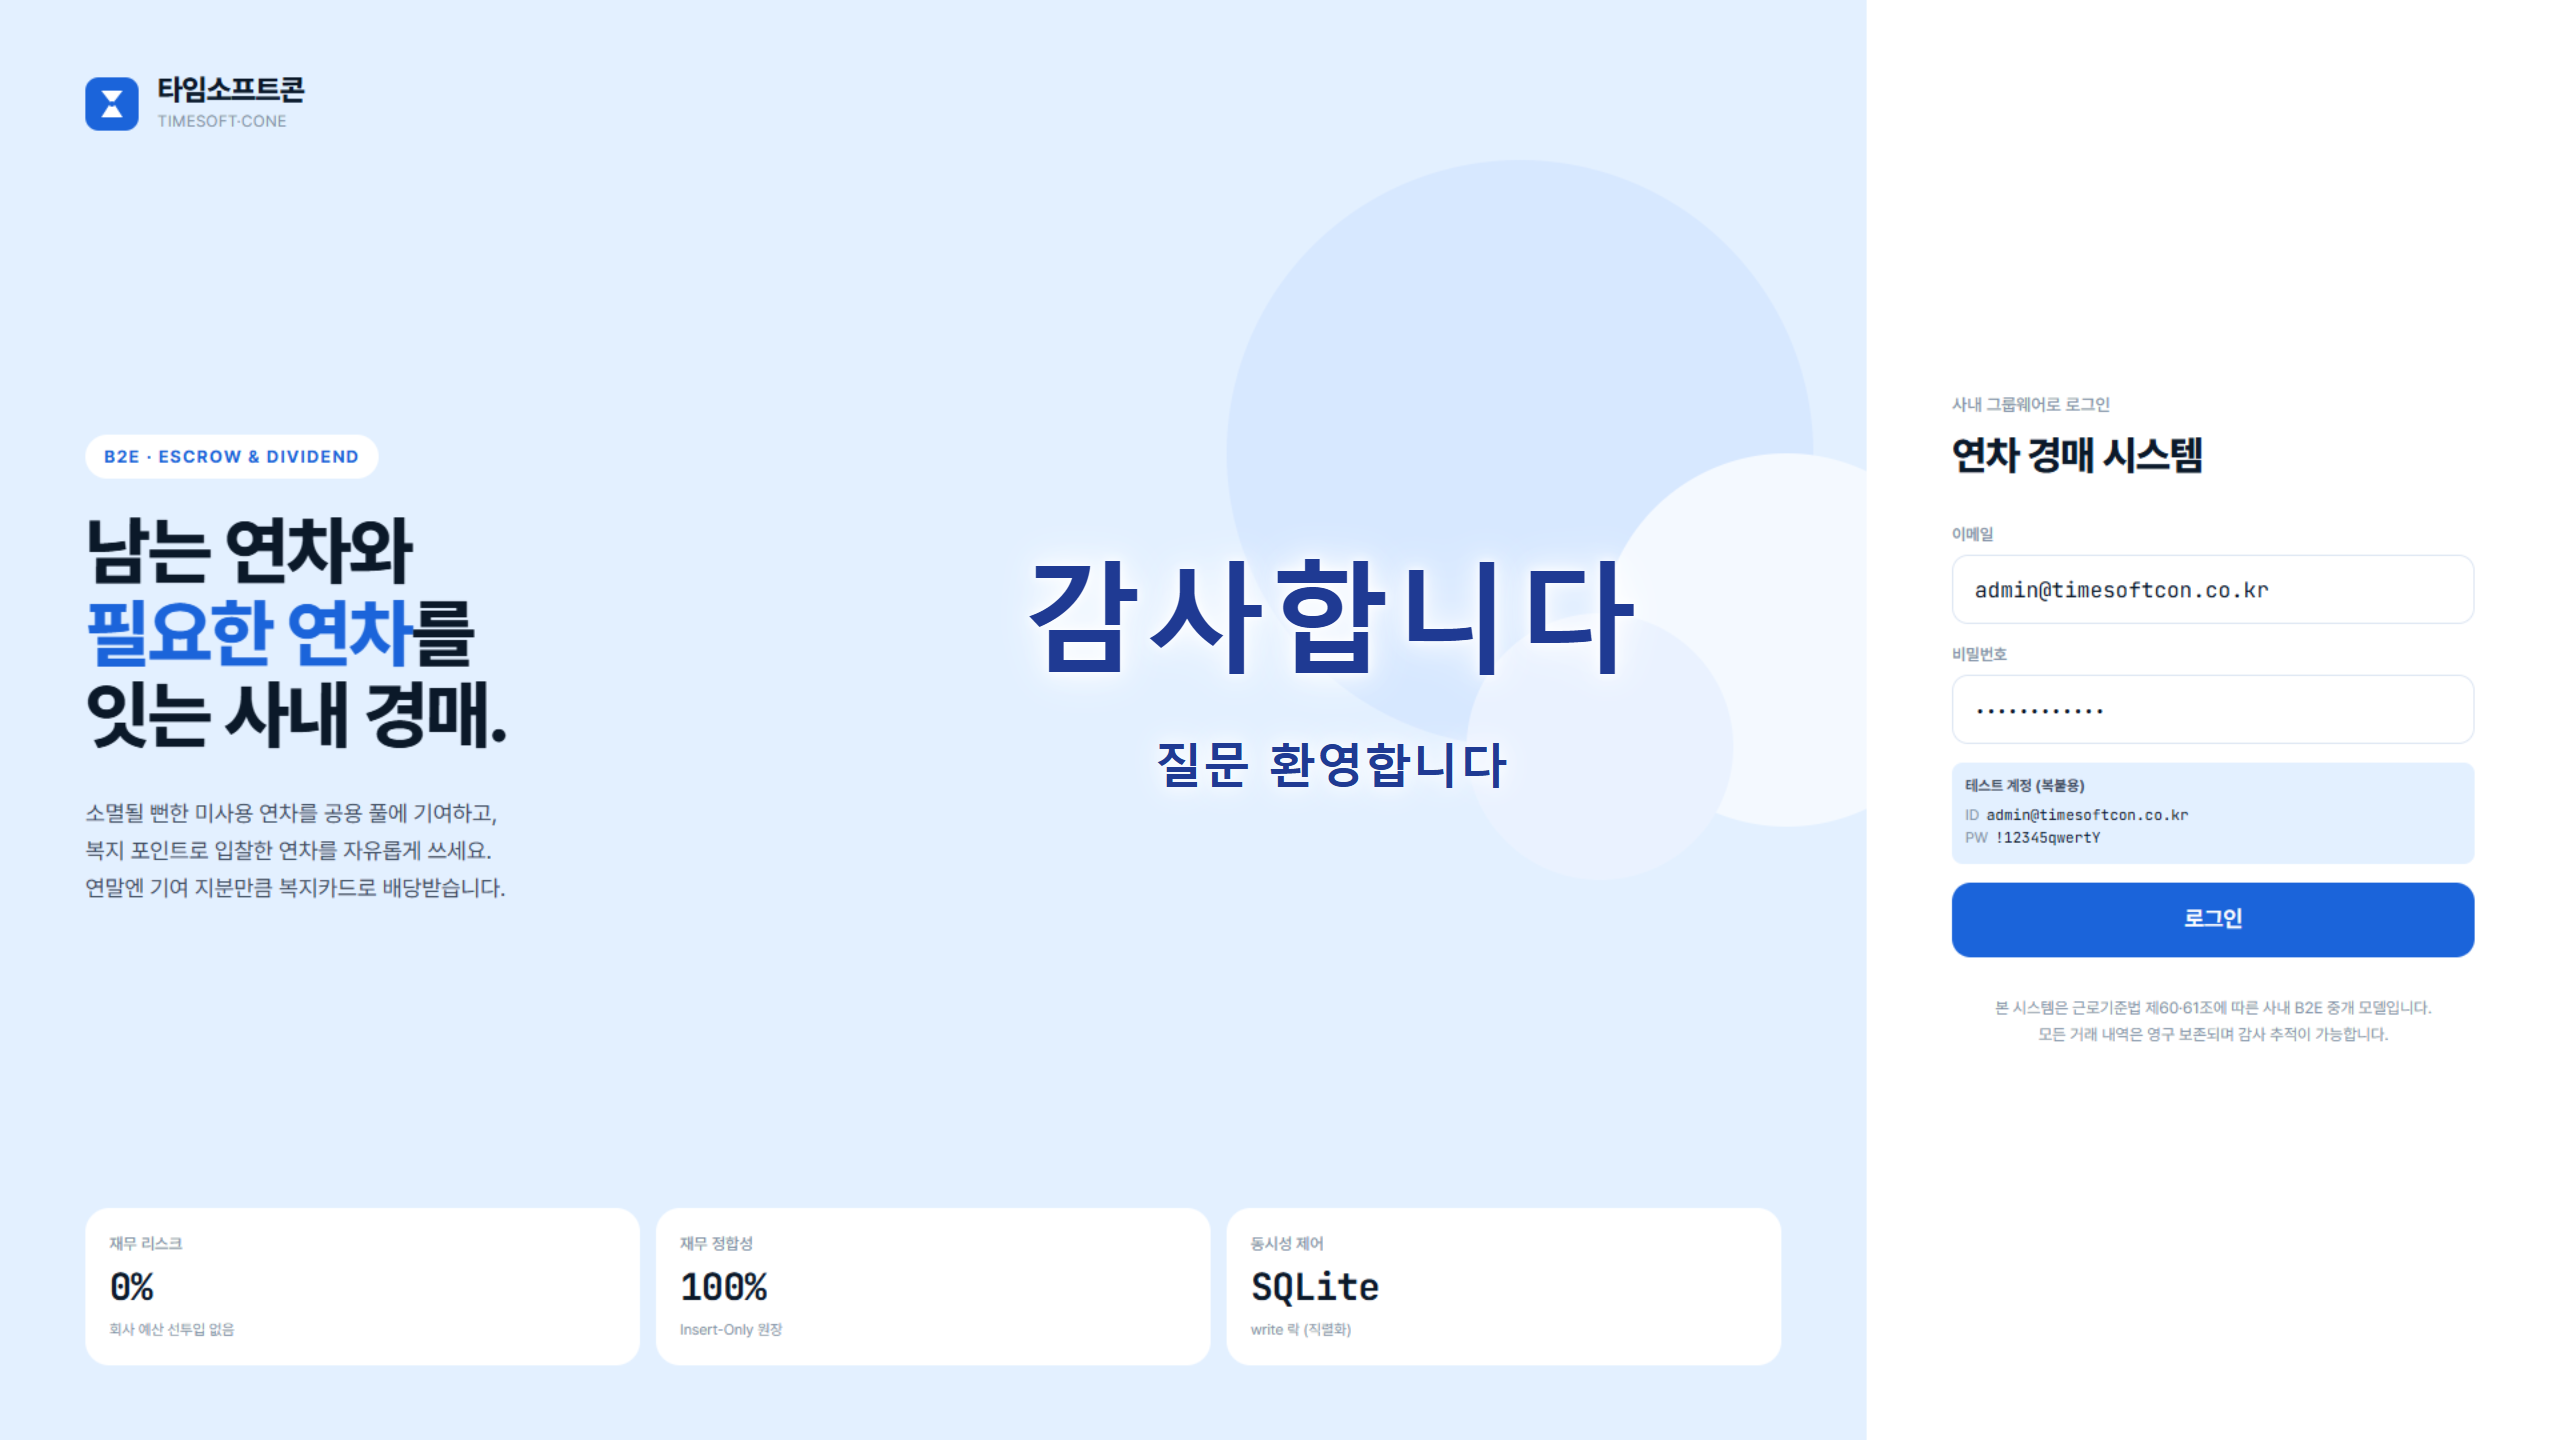 타임소프트콘
TIMESOFT·CONE
B2E · ESCROW & DIVIDEND
남는 연차와
필요한 연차를
잇는 사내 경매.
소멸될 뻔한 미사용 연차를 공용 풀에 기여하고,
복지 포인트로 입찰한 연차를 자유롭게 쓰세요.
연말엔 기여 지분만큼 복지카드로 배당받습니다.
감사합니다
질문 환영합니다
재무 리스크
0%
회사 예산 선투입 없음
재무 정합성
100%
Insert-Only 원장
동시성 제어
SQLite
write 락 (직렬화)
사내 그룹웨어로 로그인
연차 경매 시스템
이메일
admin@timesoftcon.co.kr
비밀번호
••••••••••••
테스트 계정 (복붙용)
ID admin@timesoftcon.co.kr
PW !12345qwertY
로그인
본 시스템은 근로기준법 제60·61조에 따른 사내 B2E 중개 모델입니다.
모든 거래 내역은 영구 보존되며 감사 추적이 가능합니다.